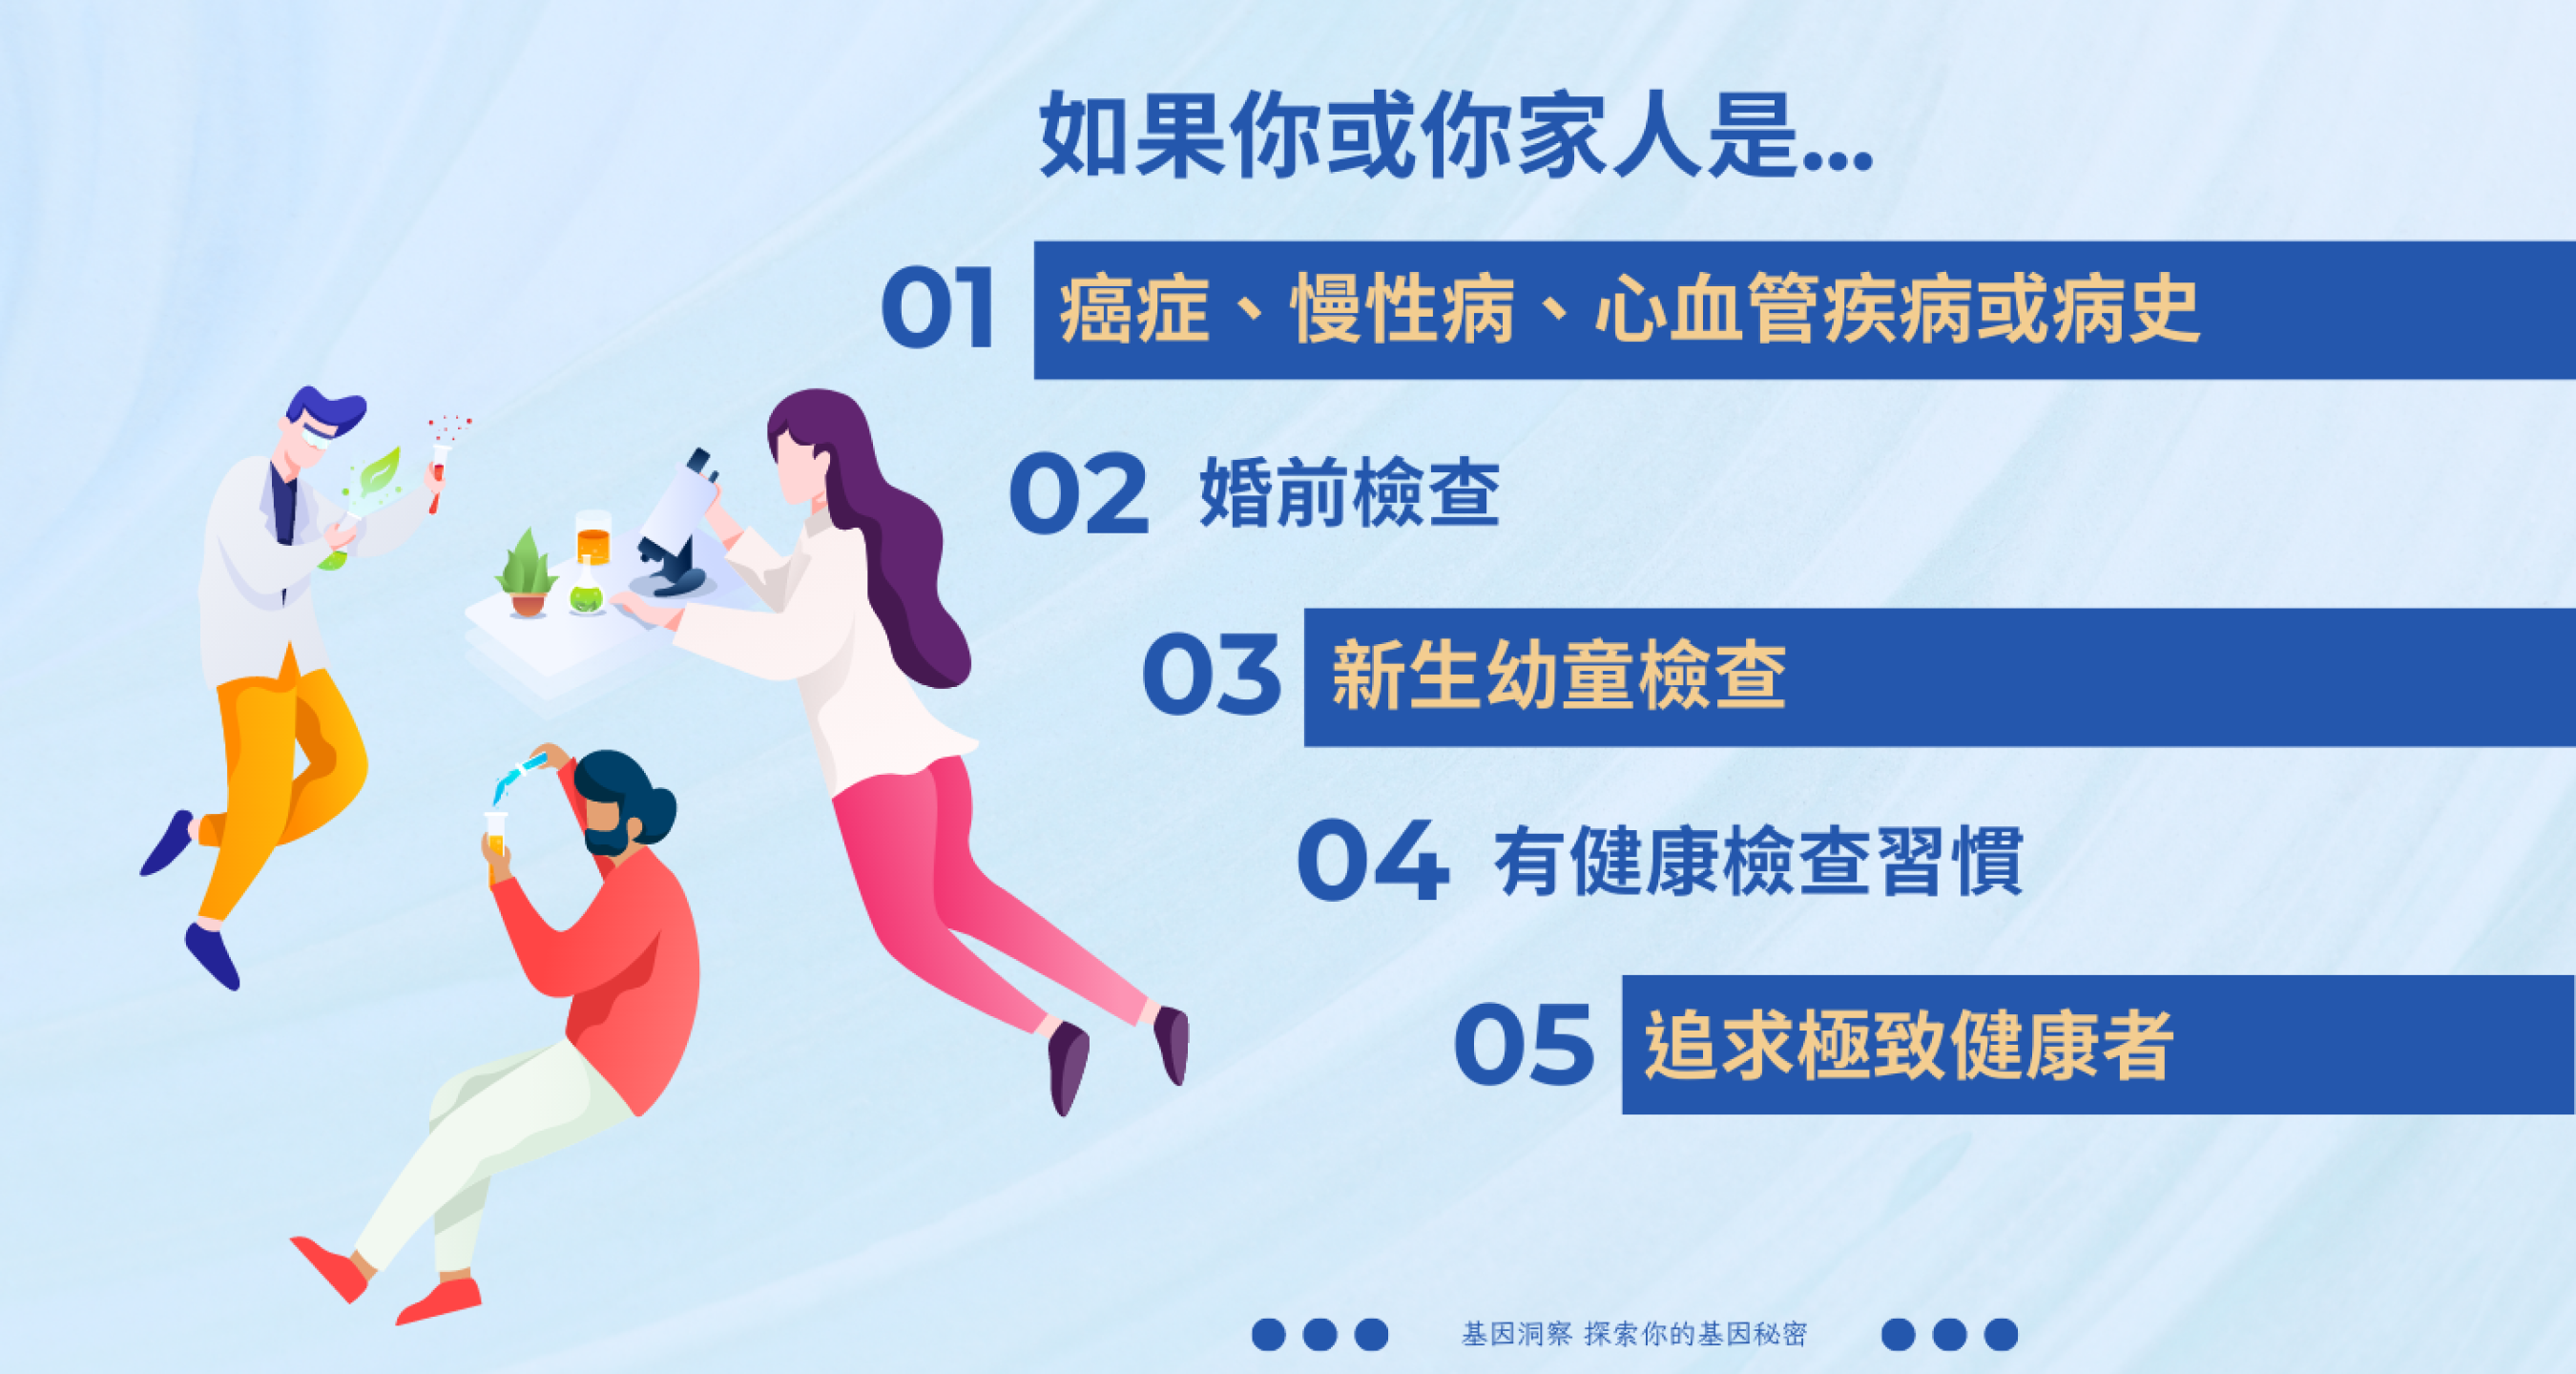 如果你或你家人是...
01 癌症、慢性病、心血管疾病或病史
02 婚前檢查
03 新生幼童檢查
04 有健康檢查習慣
05 追求極致健康者
基因洞察 探索你的基因秘密